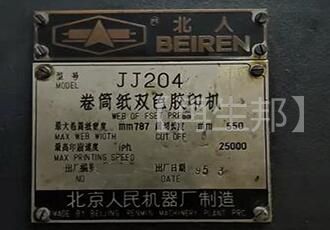 北人
BEIREN
型号 JJ204
MODEL
卷筒纸双色胶印机
WEB OFFSET PRESS
最大卷筒纸宽度 mm 787 mm 550
MAX WEB WIDTH CUT OFF
最高印刷速度 iph. 25000
MAX PRINTING SPEED
出厂编号 出厂日期 95 3
NO DATE
北京人民机器厂制造
MADE BY BEIJING RENMIN MACHINERY PLANT PRC